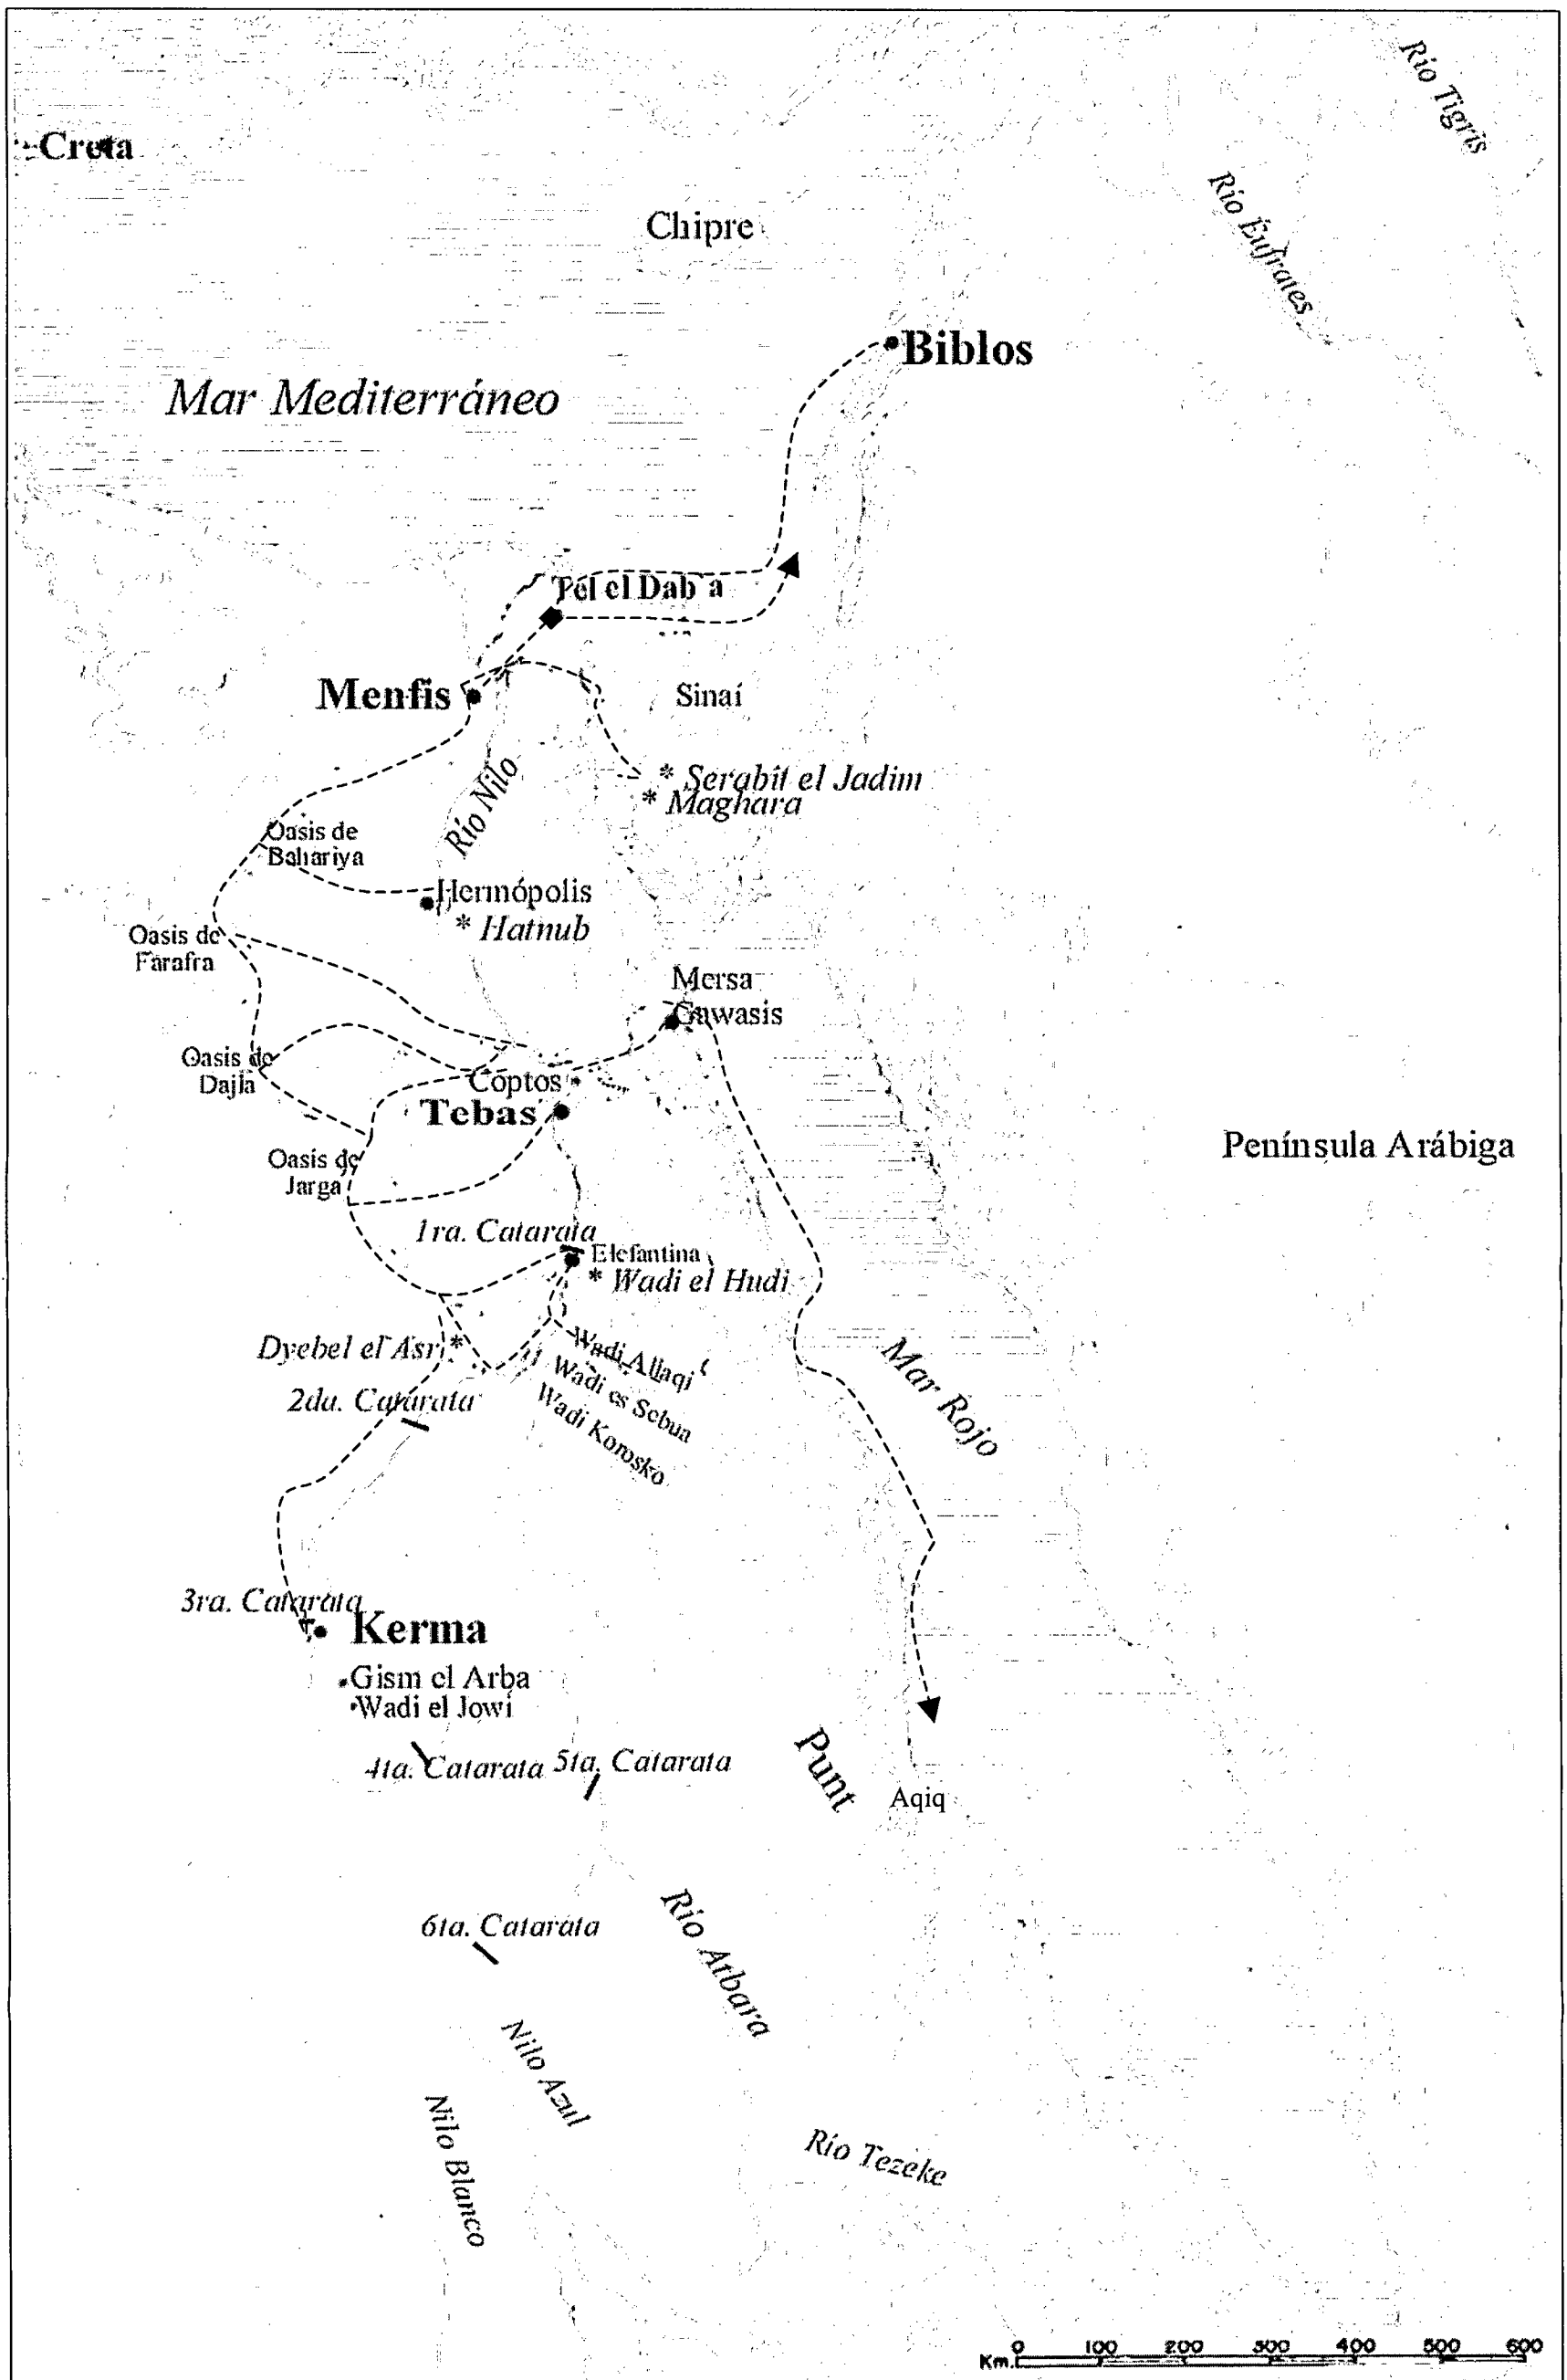 Río Tigris
Creta
Río Éufrates
Chipre
Biblos
Mar Mediterráneo
Tel el Dab a
Menfis
Sinaí
* Serabit el Jadim
* Maghara
Río Nilo
Oasis de
Bahariya
Hermópolis
* Hatnub
Oasis de
Farafra
Mersa
Gawasis
Oasis de
Dajla
Coptos
Tebas
Península Arábiga
Oasis de
Jarga
1ra. Catarata
Elefantina
* Wadi el Hudi
Dyebel el Asr *
Wadi Allaqi
Wadi es Sebua
Wadi Korosko
2da. Catarata
Mar Rojo
3ra. Catarata
Kerma
Gism el Arba
Wadi el Jowi
4ta. Catarata
5ta. Catarata
Punt
Aqiq
6ta. Catarata
Río Atbara
Nilo Azul
Nilo Blanco
Río Tezeke
Km. 0 100 200 300 400 500 600